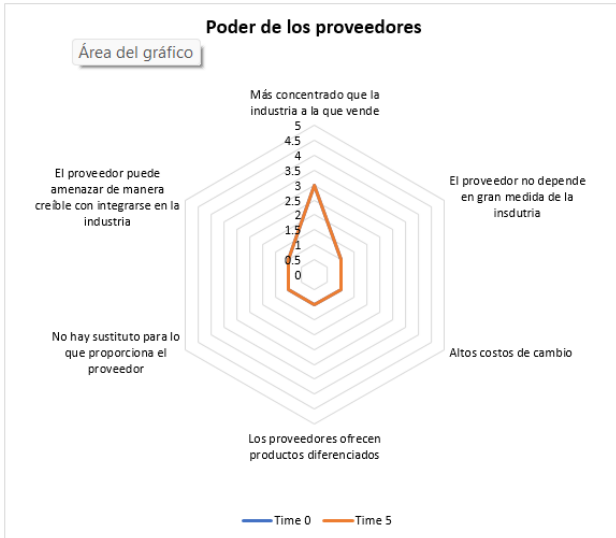 Poder de los proveedores
Área del gráfico
Más concentrado que la
industria a la que vende
5
4.5
4
3.5
3
2.5
2
1.5
1
0.5
0
El proveedor puede
amenazar de manera
creíble con integrarse en la
industria
El proveedor no depende
en gran medida de la
insdutria
No hay sustituto para lo
que proporciona el
proveedor
Altos costos de cambio
Los proveedores ofrecen
productos diferenciados
Time 0
Time 5